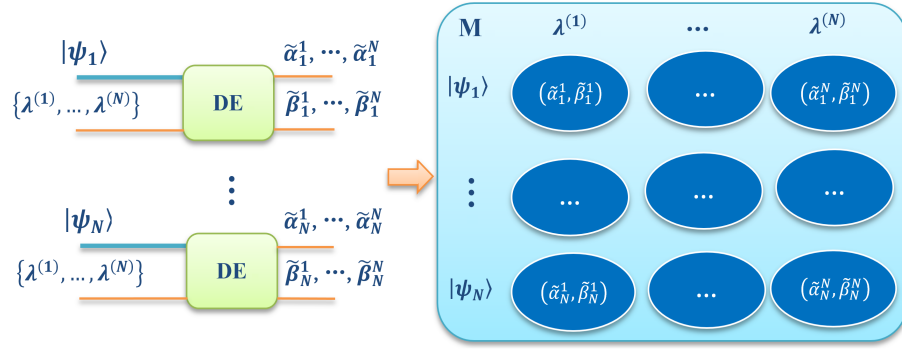 |ψ₁⟩
{λ⁽¹⁾, …, λ⁽ᴺ⁾}
DE
α̃₁¹, ⋯, α̃₁ᴺ
β̃₁¹, ⋯, β̃₁ᴺ
⋮
|ψ_N⟩
{λ⁽¹⁾, …, λ⁽ᴺ⁾}
DE
α̃_N¹, ⋯, α̃_Nᴺ
β̃_N¹, ⋯, β̃_Nᴺ
M λ⁽¹⁾ … λ⁽ᴺ⁾
|ψ₁⟩ (α̃₁¹, β̃₁¹) … (α̃₁ᴺ, β̃₁ᴺ)
⋮ … … …
|ψ_N⟩ (α̃_N¹, β̃_N¹) … (α̃_Nᴺ, β̃_Nᴺ)